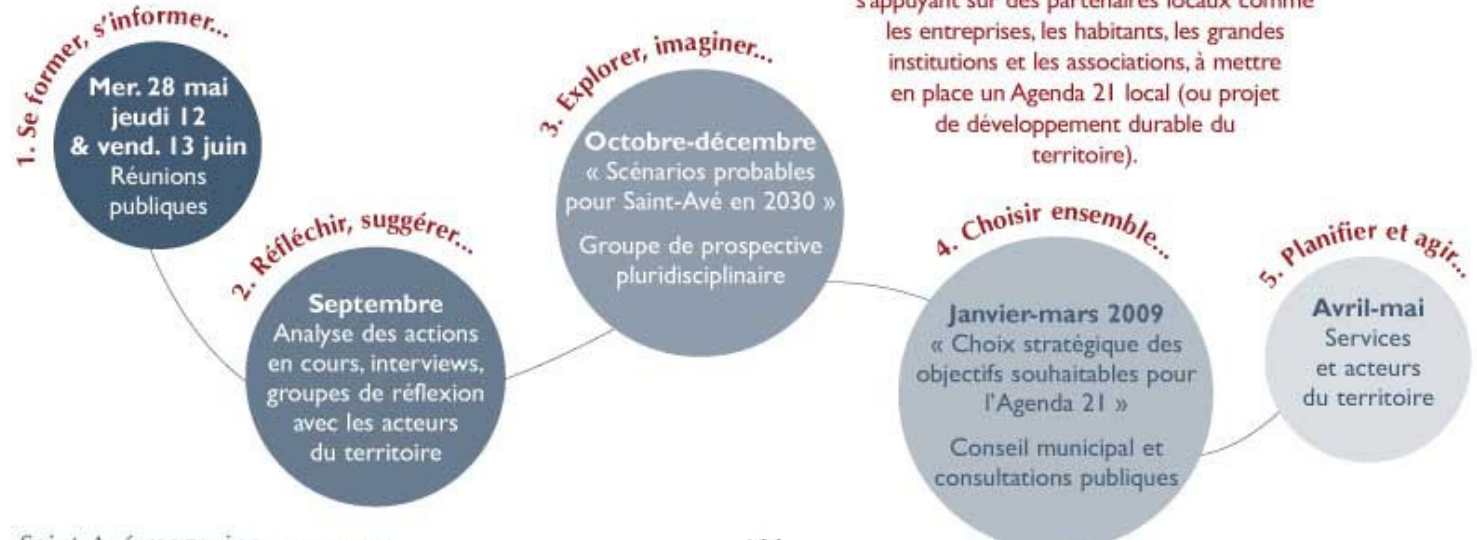 s'appuyant sur des partenaires locaux comme
les entreprises, les habitants, les grandes
institutions et les associations, à mettre
en place un Agenda 21 local (ou projet
de développement durable du
territoire).
1. Se former, s'informer...
Mer. 28 mai
jeudi 12
& vend. 13 juin
Réunions
publiques
2. Réfléchir, suggérer...
Septembre
Analyse des actions
en cours, interviews,
groupes de réflexion
avec les acteurs
du territoire
3. Explorer, imaginer...
Octobre-décembre
« Scénarios probables
pour Saint-Avé en 2030 »
Groupe de prospective
pluridisciplinaire
4. Choisir ensemble...
Janvier-mars 2009
« Choix stratégique des
objectifs souhaitables pour
l'Agenda 21 »
Conseil municipal et
consultations publiques
5. Planifier et agir...
Avril-mai
Services
et acteurs
du territoire